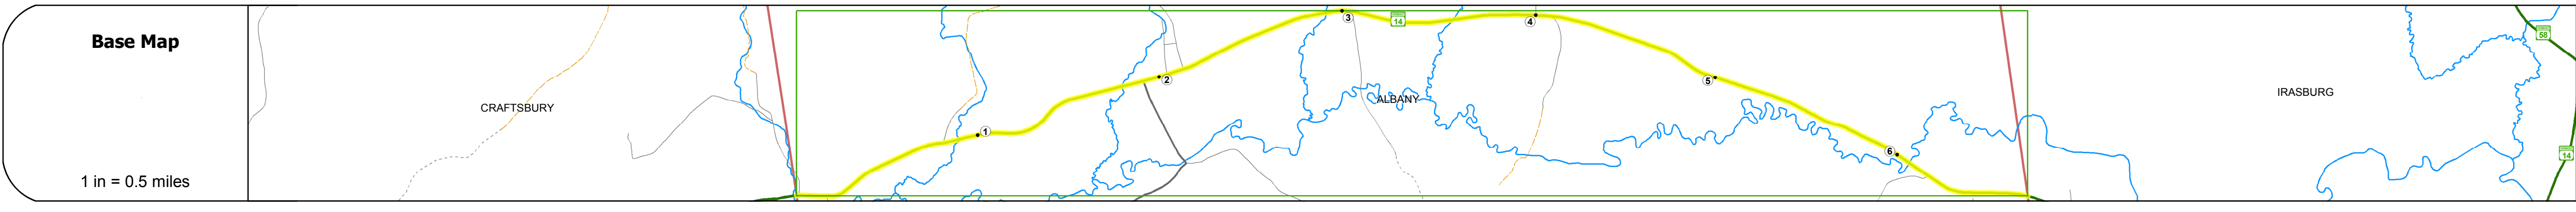 Base Map
1 in = 0.5 miles
CRAFTSBURY
1
2
3
14
4
ALBANY
5
6
IRASBURG
58
14